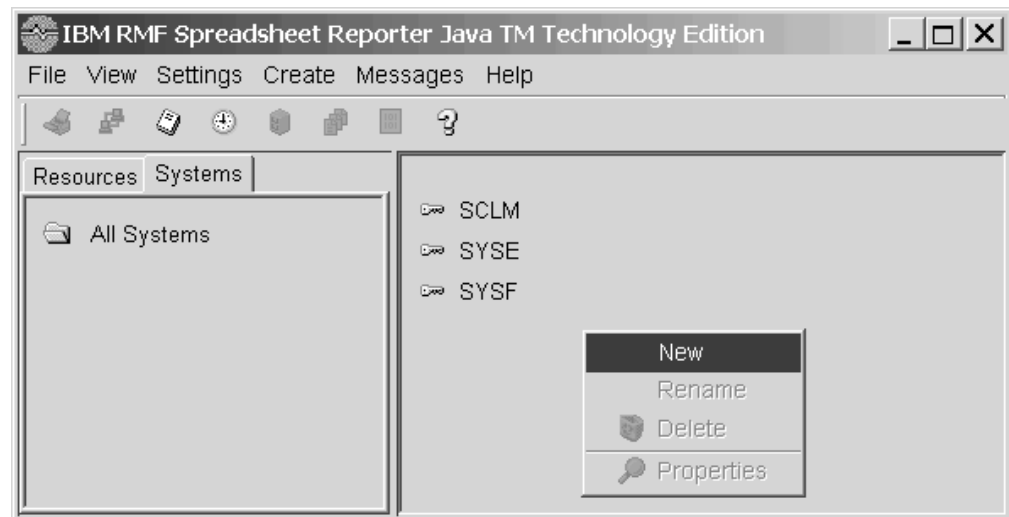 IBM RMF Spreadsheet Reporter Java TM Technology Edition
File View Settings Create Messages Help
Resources Systems
All Systems
SCLM
SYSE
SYSF
New
Rename
Delete
Properties